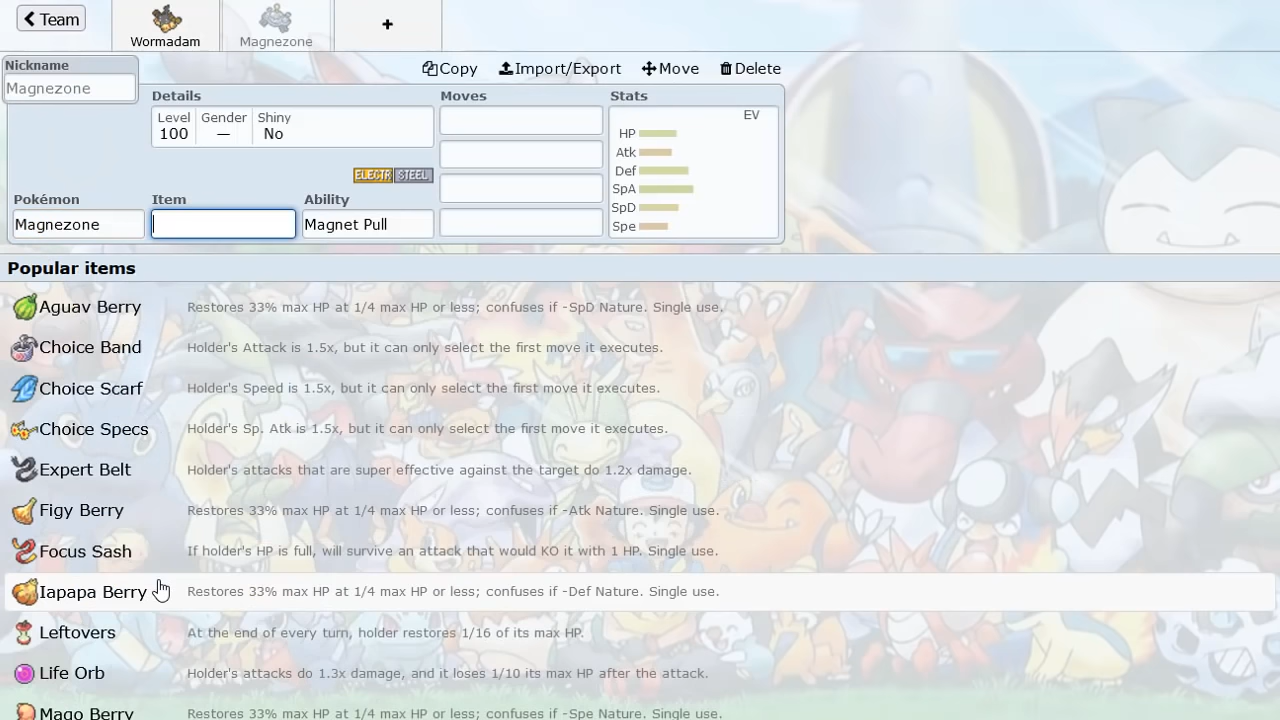 Team
Wormadam
Magnezone
+
Nickname
Magnezone
Copy Import/Export Move Delete
Details
Level Gender Shiny
100 — No
ELECTR STEEL
Pokémon Item Ability
Magnezone Magnet Pull
Moves
Stats
EV
HP
Atk
Def
SpA
SpD
Spe
Popular items
Aguav Berry Restores 33% max HP at 1/4 max HP or less; confuses if -SpD Nature. Single use.
Choice Band Holder's Attack is 1.5x, but it can only select the first move it executes.
Choice Scarf Holder's Speed is 1.5x, but it can only select the first move it executes.
Choice Specs Holder's Sp. Atk is 1.5x, but it can only select the first move it executes.
Expert Belt Holder's attacks that are super effective against the target do 1.2x damage.
Figy Berry Restores 33% max HP at 1/4 max HP or less; confuses if -Atk Nature. Single use.
Focus Sash If holder's HP is full, will survive an attack that would KO it with 1 HP. Single use.
Iapapa Berry Restores 33% max HP at 1/4 max HP or less; confuses if -Def Nature. Single use.
Leftovers At the end of every turn, holder restores 1/16 of its max HP.
Life Orb Holder's attacks do 1.3x damage, and it loses 1/10 its max HP after the attack.
Mago Berry Restores 33% max HP at 1/4 max HP or less; confuses if -Spe Nature. Single use.